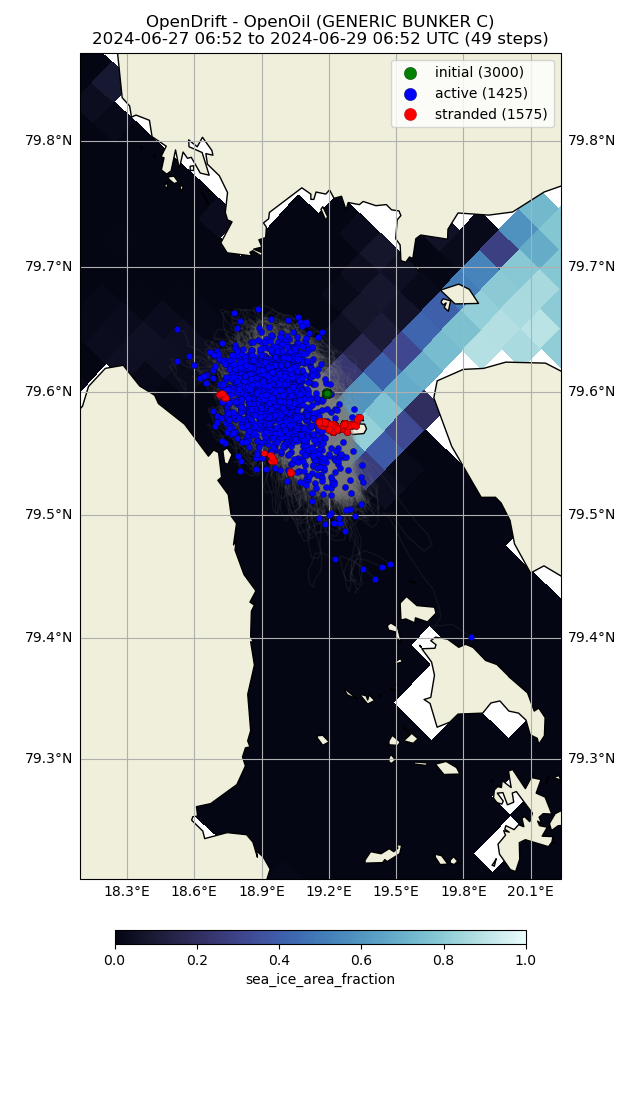 OpenDrift - OpenOil (GENERIC BUNKER C)
2024-06-27 06:52 to 2024-06-29 06:52 UTC (49 steps)
initial (3000)
active (1425)
stranded (1575)
79.8°N 79.8°N
79.7°N 79.7°N
79.6°N 79.6°N
79.5°N 79.5°N
79.4°N 79.4°N
79.3°N 79.3°N
18.3°E 18.6°E 18.9°E 19.2°E 19.5°E 19.8°E 20.1°E
0.0 0.2 0.4 0.6 0.8 1.0
sea_ice_area_fraction